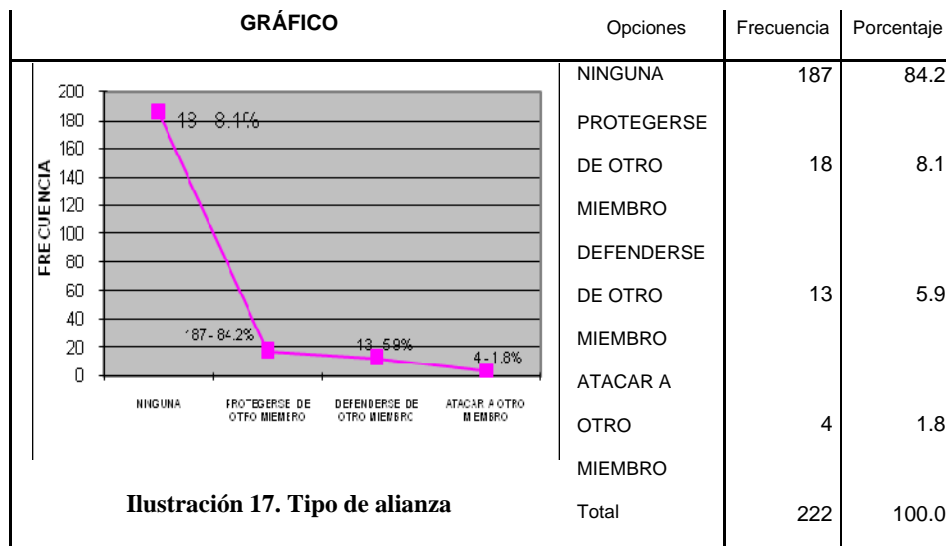 GRÁFICO
Opciones
Frecuencia
Porcentaje
FRECUENCIA
200
180
160
140
120
100
80
60
40
20
0
8.1%
187 - 84.2%
13 5.9%
4 - 1.8%
NINGUNA
PROTEGERSE DE
OTRO MIEMBRO
DEFENDERSE DE
OTRO MIEMBRO
ATACAR A OTRO
MIEMBRO
Ilustración 17. Tipo de alianza
NINGUNA 187 84.2
PROTEGERSE
DE OTRO 18 8.1
MIEMBRO
DEFENDERSE
DE OTRO 13 5.9
MIEMBRO
ATACAR A
OTRO 4 1.8
MIEMBRO
Total 222 100.0